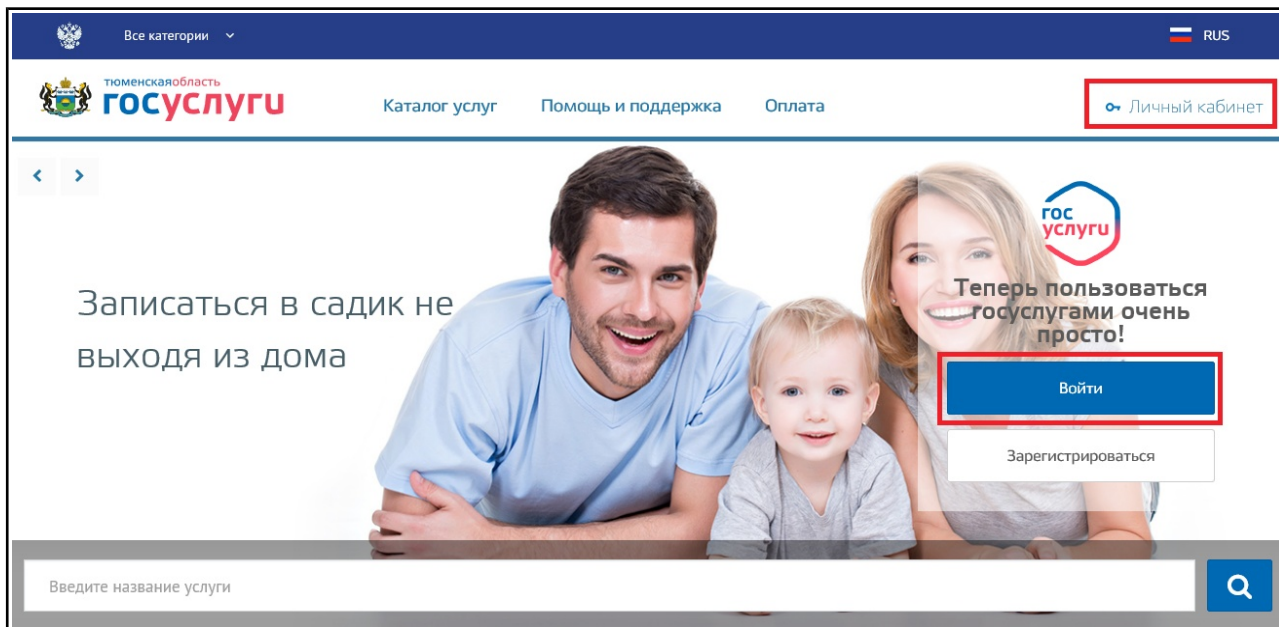 Все категории
RUS
тюменскаяобласть
госуслуги
Каталог услуг
Помощь и поддержка
Оплата
Личный кабинет
Записаться в садик не
выходя из дома
гос
услуги
Теперь пользоваться
госуслугами очень
просто!
Войти
Зарегистрироваться
Введите название услуги